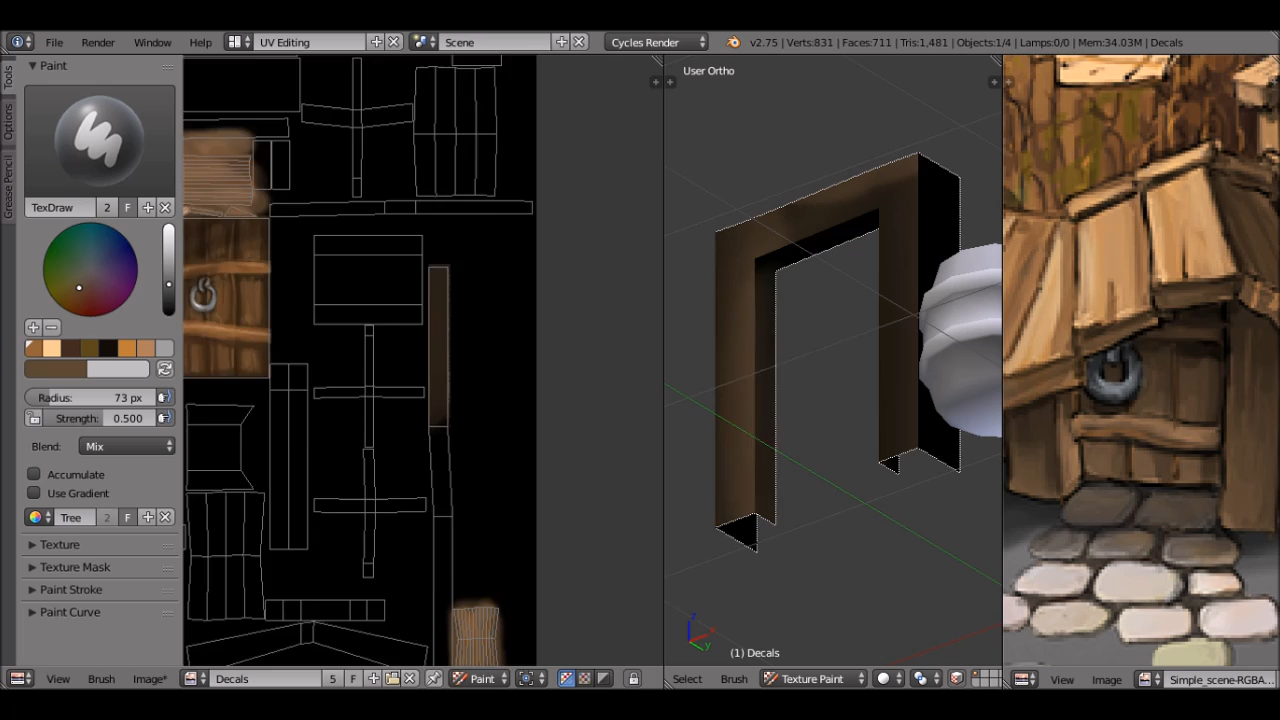 File Render Window Help UV Editing Scene Cycles Render v2.75 | Verts:831 | Faces:711 | Tris:1,481 | Objects:1/4 | Lamps:0/0 | Mem:34.03M | Decals
Tools
Options
Grease Pencil
Paint
TexDraw 2 F
Radius: 73 px
Strength: 0.500
Blend: Mix
Accumulate
Use Gradient
Tree 2 F
Texture
Texture Mask
Paint Stroke
Paint Curve
User Ortho
z
x
y
(1) Decals
View Brush Image* Decals 5 F Paint
Select Brush Texture Paint
View Image Simple_scene-RGBA...